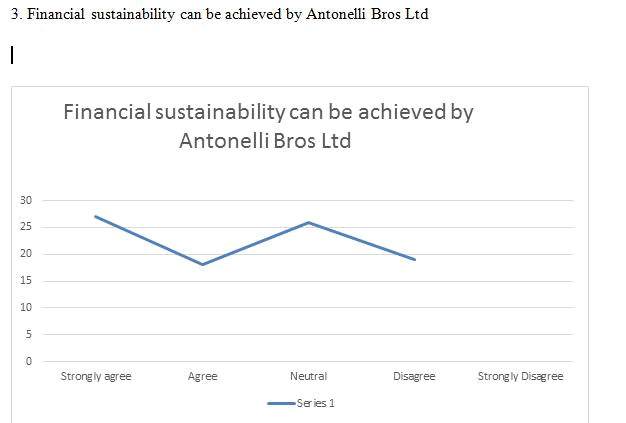 3. Financial sustainability can be achieved by Antonelli Bros Ltd
Financial sustainability can be achieved by
Antonelli Bros Ltd
30
25
20
15
10
5
0
Strongly agree Agree Neutral Disagree Strongly Disagree
Series 1